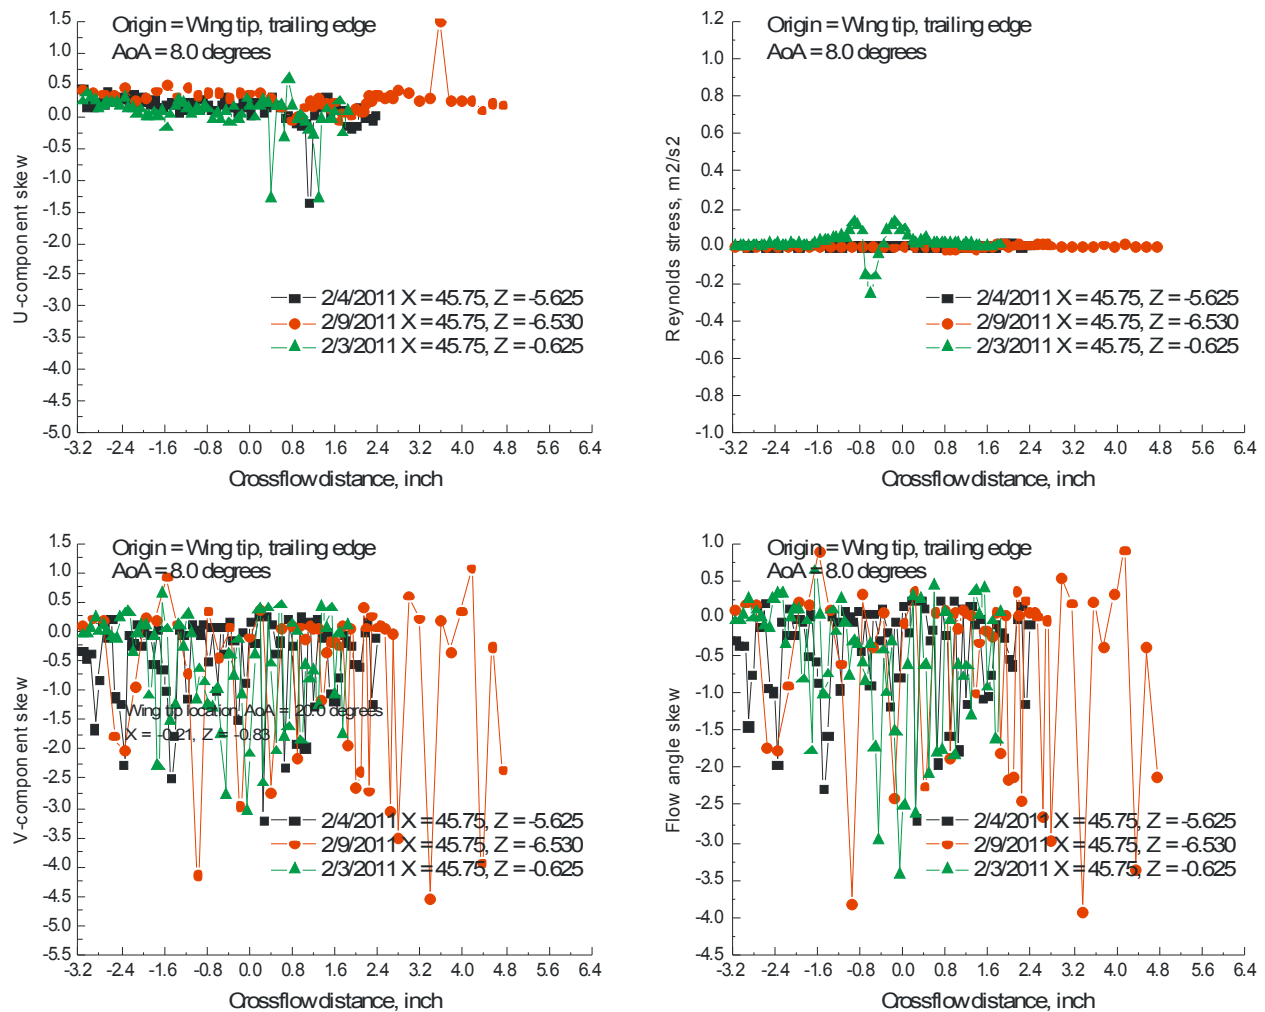 Origin = Wing tip, trailing edge
AoA = 8.0 degrees
1.5
1.0
0.5
0.0
-0.5
-1.0
-1.5
-2.0
-2.5
-3.0
-3.5
-4.0
-4.5
-5.0
U-component skew
2/4/2011 X = 45.75, Z = -5.625
2/9/2011 X = 45.75, Z = -6.530
2/3/2011 X = 45.75, Z = -0.625
-3.2 -2.4 -1.6 -0.8 0.0 0.8 1.6 2.4 3.2 4.0 4.8 5.6 6.4
Crossflow distance, inch
Origin = Wing tip, trailing edge
AoA = 8.0 degrees
1.2
1.0
0.8
0.6
0.4
0.2
0.0
-0.2
-0.4
-0.6
-0.8
-1.0
Reynolds stress, m2/s2
2/4/2011 X = 45.75, Z = -5.625
2/9/2011 X = 45.75, Z = -6.530
2/3/2011 X = 45.75, Z = -0.625
-3.2 -2.4 -1.6 -0.8 0.0 0.8 1.6 2.4 3.2 4.0 4.8 5.6 6.4
Crossflow distance, inch
Origin = Wing tip, trailing edge
AoA = 8.0 degrees
1.5
1.0
0.5
0.0
-0.5
-1.0
-1.5
-2.0
-2.5
-3.0
-3.5
-4.0
-4.5
-5.0
-5.5
V-component skew
Wing tip location, AoA = 20.0 degrees
X = -0.21, Z = -0.83
2/4/2011 X = 45.75, Z = -5.625
2/9/2011 X = 45.75, Z = -6.530
2/3/2011 X = 45.75, Z = -0.625
-3.2 -2.4 -1.6 -0.8 0.0 0.8 1.6 2.4 3.2 4.0 4.8 5.6 6.4
Crossflow distance, inch
Origin = Wing tip, trailing edge
AoA = 8.0 degrees
1.0
0.5
0.0
-0.5
-1.0
-1.5
-2.0
-2.5
-3.0
-3.5
-4.0
-4.5
Flow angle skew
2/4/2011 X = 45.75, Z = -5.625
2/9/2011 X = 45.75, Z = -6.530
2/3/2011 X = 45.75, Z = -0.625
-3.2 -2.4 -1.6 -0.8 0.0 0.8 1.6 2.4 3.2 4.0 4.8 5.6 6.4
Crossflow distance, inch